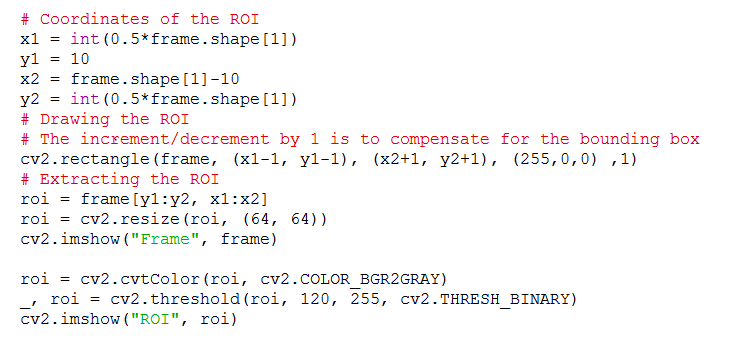 # Coordinates of the ROI
x1 = int(0.5*frame.shape[1])
y1 = 10
x2 = frame.shape[1]-10
y2 = int(0.5*frame.shape[1])
# Drawing the ROI
# The increment/decrement by 1 is to compensate for the bounding box
cv2.rectangle(frame, (x1-1, y1-1), (x2+1, y2+1), (255,0,0) ,1)
# Extracting the ROI
roi = frame[y1:y2, x1:x2]
roi = cv2.resize(roi, (64, 64))
cv2.imshow("Frame", frame)

roi = cv2.cvtColor(roi, cv2.COLOR_BGR2GRAY)
_, roi = cv2.threshold(roi, 120, 255, cv2.THRESH_BINARY)
cv2.imshow("ROI", roi)